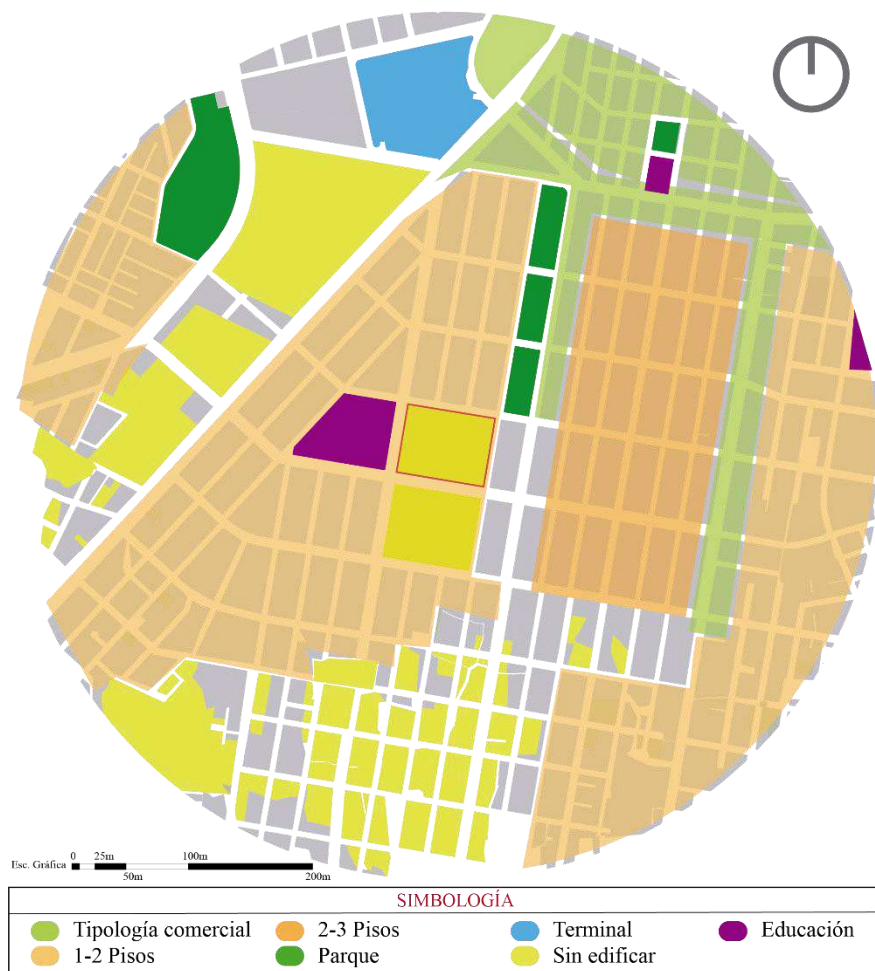 Esc. Gráfica 0 25m 100m
50m 200m
SIMBOLOGÍA
Tipología comercial 2-3 Pisos Terminal Educación
1-2 Pisos Parque Sin edificar